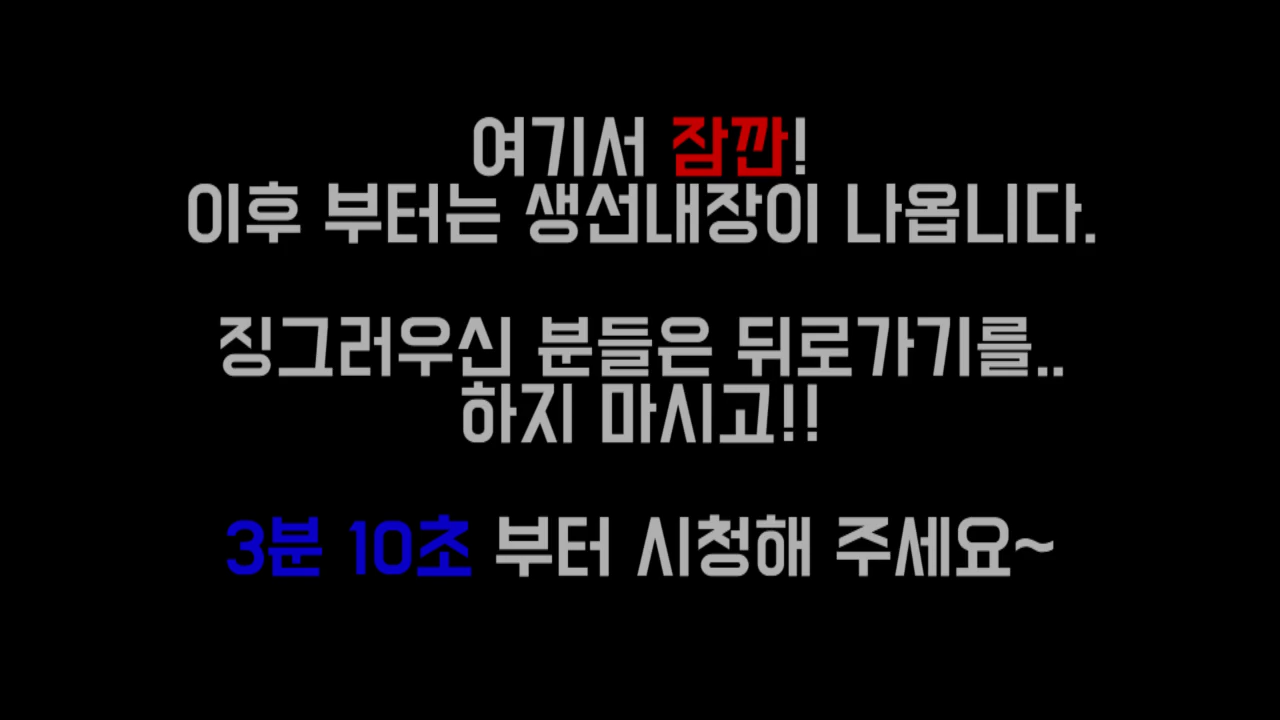 여기서 잠깐!
이후 부터는 생선내장이 나옵니다.
징그러우신 분들은 뒤로가기를..
하지 마시고!!
3분 10초 부터 시청해 주세요~